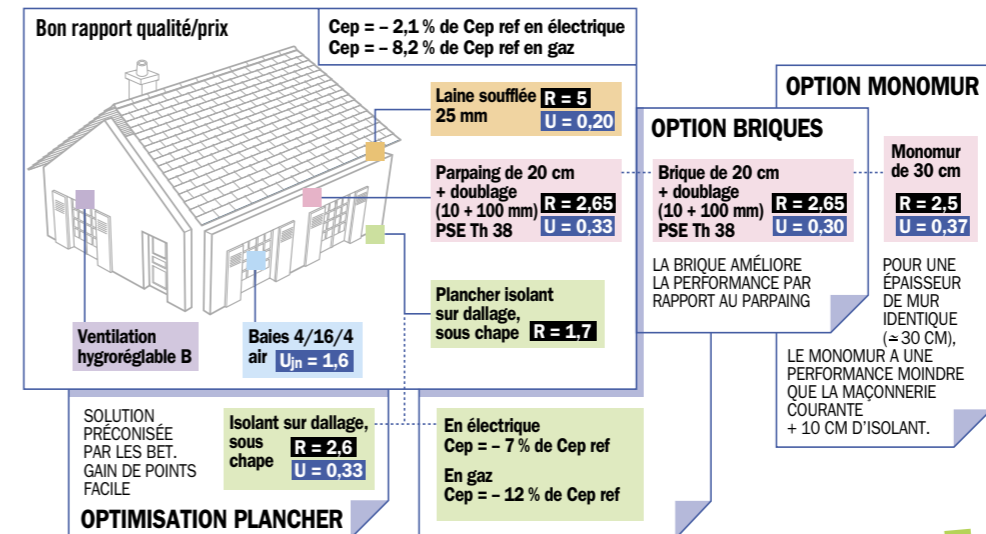 Bon rapport qualité/prix
Cep = – 2,1 % de Cep ref en électrique
Cep = – 8,2 % de Cep ref en gaz
Laine soufflée R = 5
25 mm U = 0,20
Parpaing de 20 cm
+ doublage
(10 + 100 mm) R = 2,65
PSE Th 38 U = 0,33
Plancher isolant
sur dallage,
sous chape R = 1,7
Ventilation
hygroréglable B
Baies 4/16/4
air Ujn = 1,6
OPTION BRIQUES
Brique de 20 cm
+ doublage
(10 + 100 mm) R = 2,65
PSE Th 38 U = 0,30
LA BRIQUE AMÉLIORE
LA PERFORMANCE PAR
RAPPORT AU PARPAING
OPTION MONOMUR
Monomur
de 30 cm
R = 2,5
U = 0,37
POUR UNE
ÉPAISSEUR
DE MUR
IDENTIQUE
(≃ 30 CM),
LE MONOMUR A UNE
PERFORMANCE MOINDRE
QUE LA MAÇONNERIE
COURANTE
+ 10 CM D'ISOLANT.
SOLUTION
PRÉCONISÉE
PAR LES BET.
GAIN DE POINTS
FACILE
Isolant sur dallage,
sous
chape R = 2,6
U = 0,33
OPTIMISATION PLANCHER
En électrique
Cep = – 7 % de Cep ref
En gaz
Cep = – 12 % de Cep ref